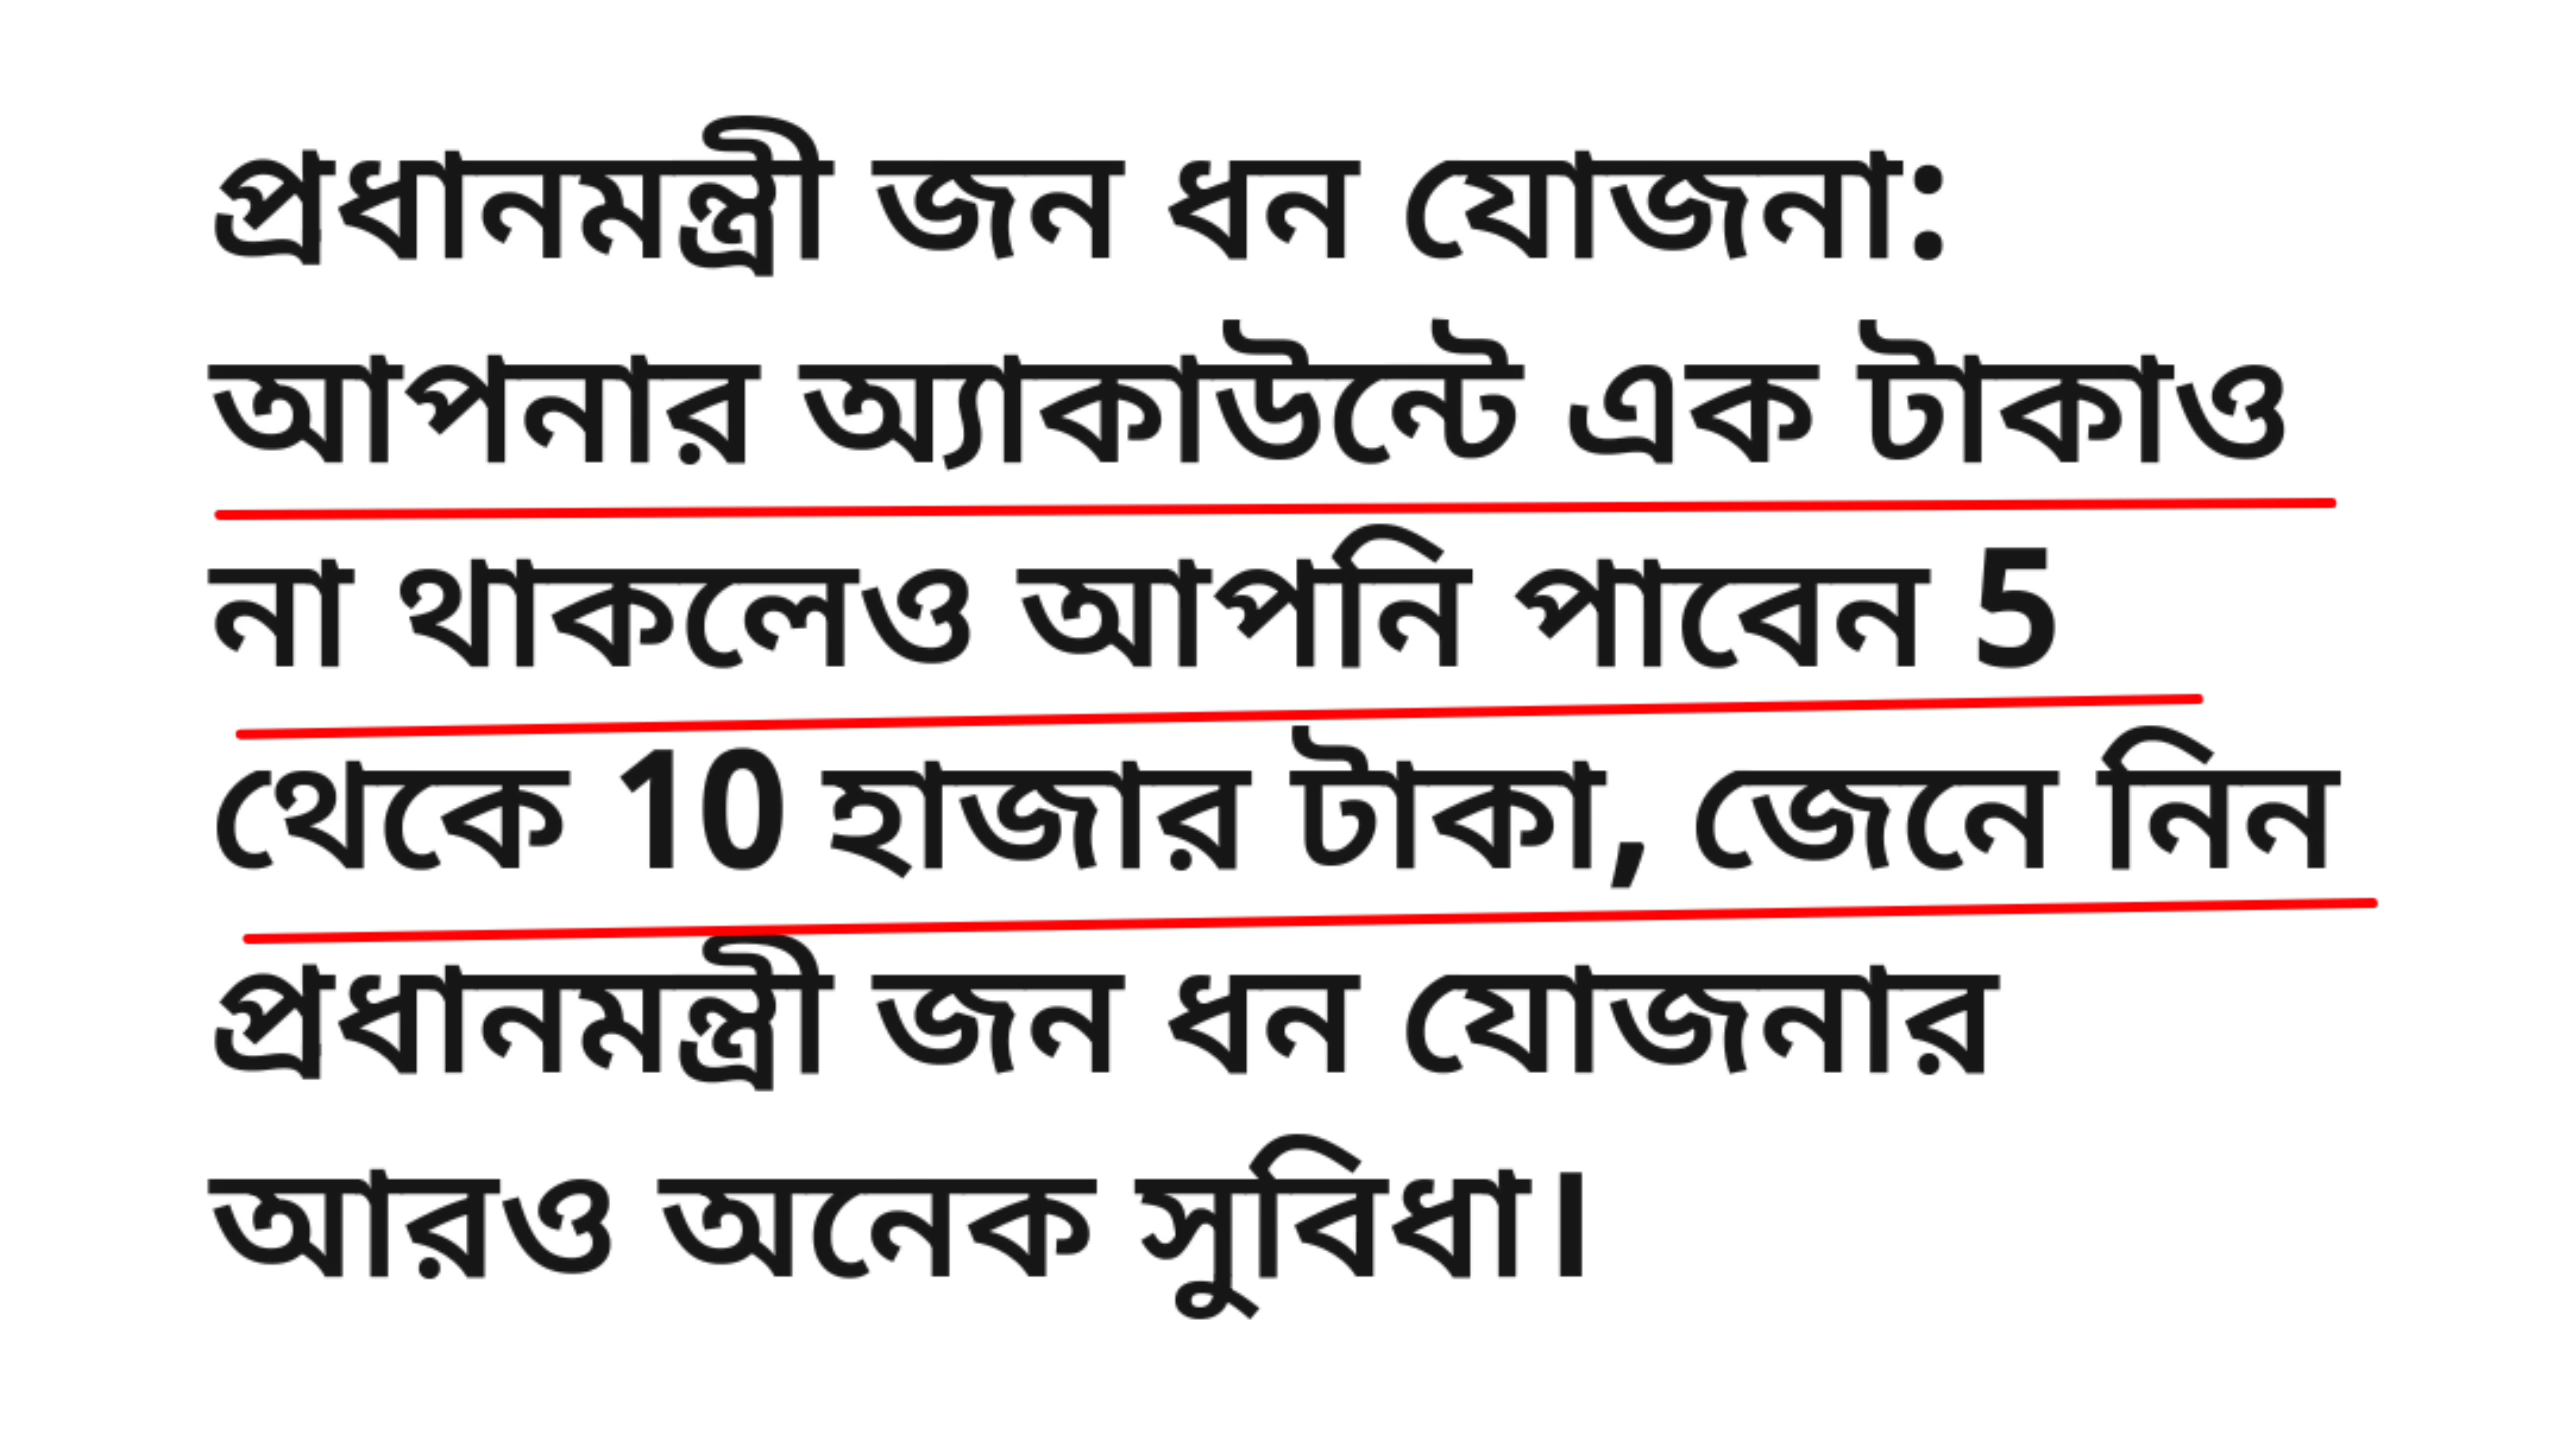 প্রধানমন্ত্রী জন ধন যোজনা:
আপনার অ্যাকাউন্টে এক টাকাও
না থাকলেও আপনি পাবেন 5
থেকে 10 হাজার টাকা, জেনে নিন
প্রধানমন্ত্রী জন ধন যোজনার
আরও অনেক সুবিধা।